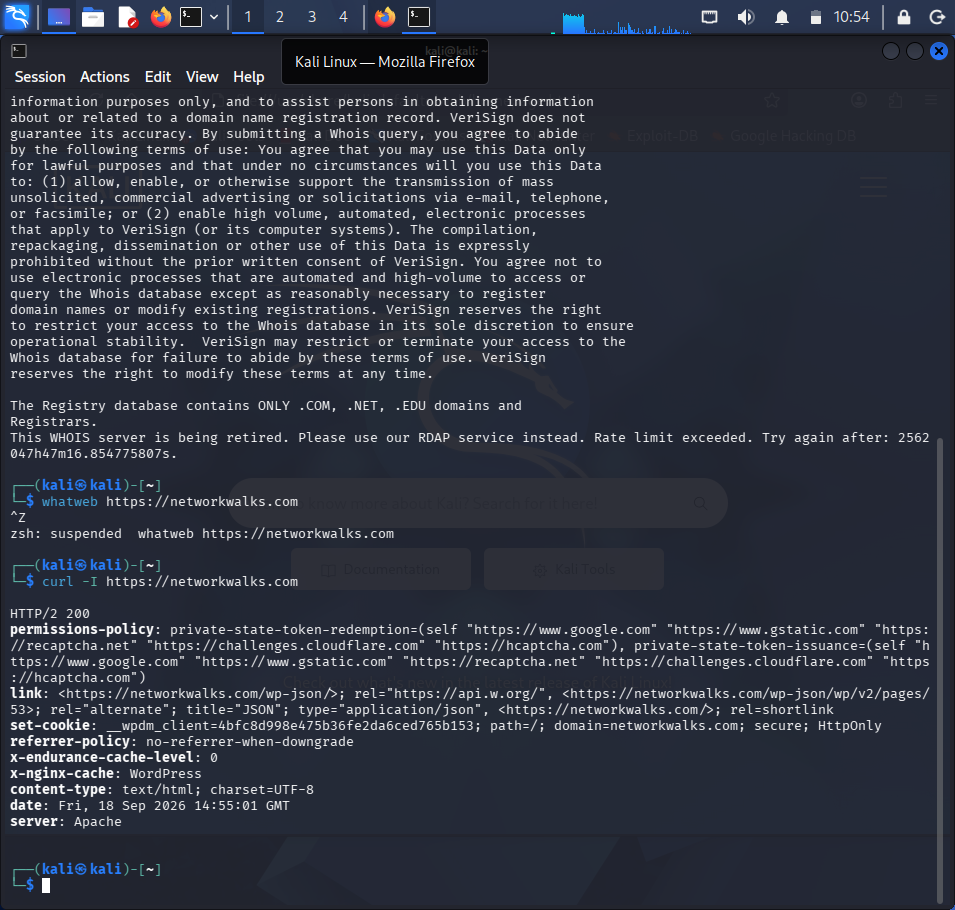 1 2 3 4 10:54
kali@kali: ~
Kali Linux — Mozilla Firefox
Session Actions Edit View Help
information purposes only, and to assist persons in obtaining information
about or related to a domain name registration record. VeriSign does not
guarantee its accuracy. By submitting a Whois query, you agree to abide
by the following terms of use: You agree that you may use this Data only
for lawful purposes and that under no circumstances will you use this Data
to: (1) allow, enable, or otherwise support the transmission of mass
unsolicited, commercial advertising or solicitations via e-mail, telephone,
or facsimile; or (2) enable high volume, automated, electronic processes
that apply to VeriSign (or its computer systems). The compilation,
repackaging, dissemination or other use of this Data is expressly
prohibited without the prior written consent of VeriSign. You agree not to
use electronic processes that are automated and high-volume to access or
query the Whois database except as reasonably necessary to register
domain names or modify existing registrations. VeriSign reserves the right
to restrict your access to the Whois database in its sole discretion to ensure
operational stability.  VeriSign may restrict or terminate your access to the
Whois database for failure to abide by these terms of use. VeriSign
reserves the right to modify these terms at any time.
The Registry database contains ONLY .COM, .NET, .EDU domains and
Registrars.
This WHOIS server is being retired. Please use our RDAP service instead. Rate limit exceeded. Try again after: 2562
047h47m16.854775807s.
┌──(kali㉿kali)-[~]
└─$ whatweb https://networkwalks.com
^Z
zsh: suspended  whatweb https://networkwalks.com
┌──(kali㉿kali)-[~]
└─$ curl -I https://networkwalks.com
HTTP/2 200
permissions-policy: private-state-token-redemption=(self "https://www.google.com" "https://www.gstatic.com" "https:
//recaptcha.net" "https://challenges.cloudflare.com" "https://hcaptcha.com"), private-state-token-issuance=(self "h
ttps://www.google.com" "https://www.gstatic.com" "https://recaptcha.net" "https://challenges.cloudflare.com" "https
://hcaptcha.com")
link: <https://networkwalks.com/wp-json/>; rel="https://api.w.org/", <https://networkwalks.com/wp-json/wp/v2/pages/
53>; rel="alternate"; title="JSON"; type="application/json", <https://networkwalks.com/>; rel=shortlink
set-cookie: __wpdm_client=4bfc8d998e475b36fe2da6ced765b153; path=/; domain=networkwalks.com; secure; HttpOnly
referrer-policy: no-referrer-when-downgrade
x-endurance-cache-level: 0
x-nginx-cache: WordPress
content-type: text/html; charset=UTF-8
date: Fri, 18 Sep 2026 14:55:01 GMT
server: Apache
┌──(kali㉿kali)-[~]
└─$
Exploit-DB Google Hacking DB
Documentation Kali Tools